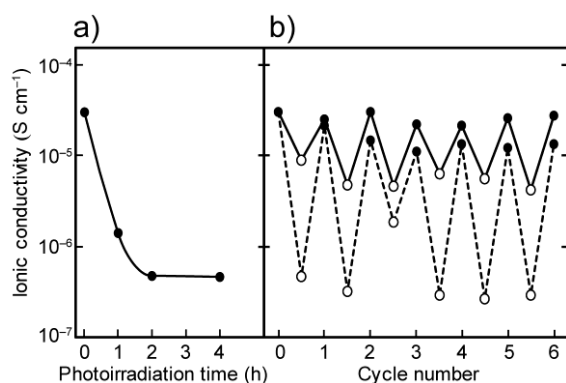 a)
b)
Ionic conductivity (S cm⁻¹)
10⁻⁴
10⁻⁵
10⁻⁶
10⁻⁷
0 1 2 3 4
0 1 2 3 4 5 6
Photoirradiation time (h)
Cycle number